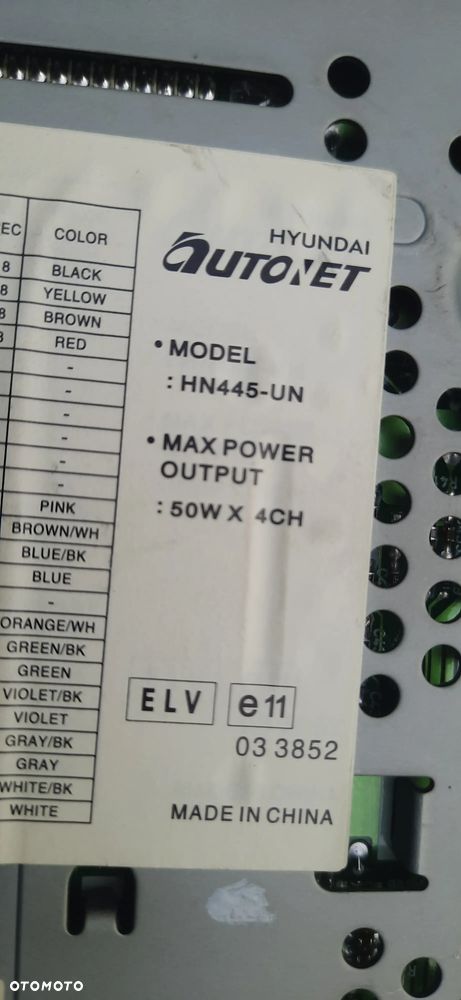 EC COLOR
8 BLACK
8 YELLOW
8 BROWN
8 RED
-
-
-
-
-
-
PINK
BROWN/WH
BLUE/BK
BLUE
-
ORANGE/WH
GREEN/BK
GREEN
VIOLET/BK
VIOLET
GRAY/BK
GRAY
WHITE/BK
WHITE
HYUNDAI
AUTONET
• MODEL
: HN445-UN
• MAX POWER
OUTPUT
: 50W X 4CH
ELV e11
03 3852
MADE IN CHINA
OTOMOTO